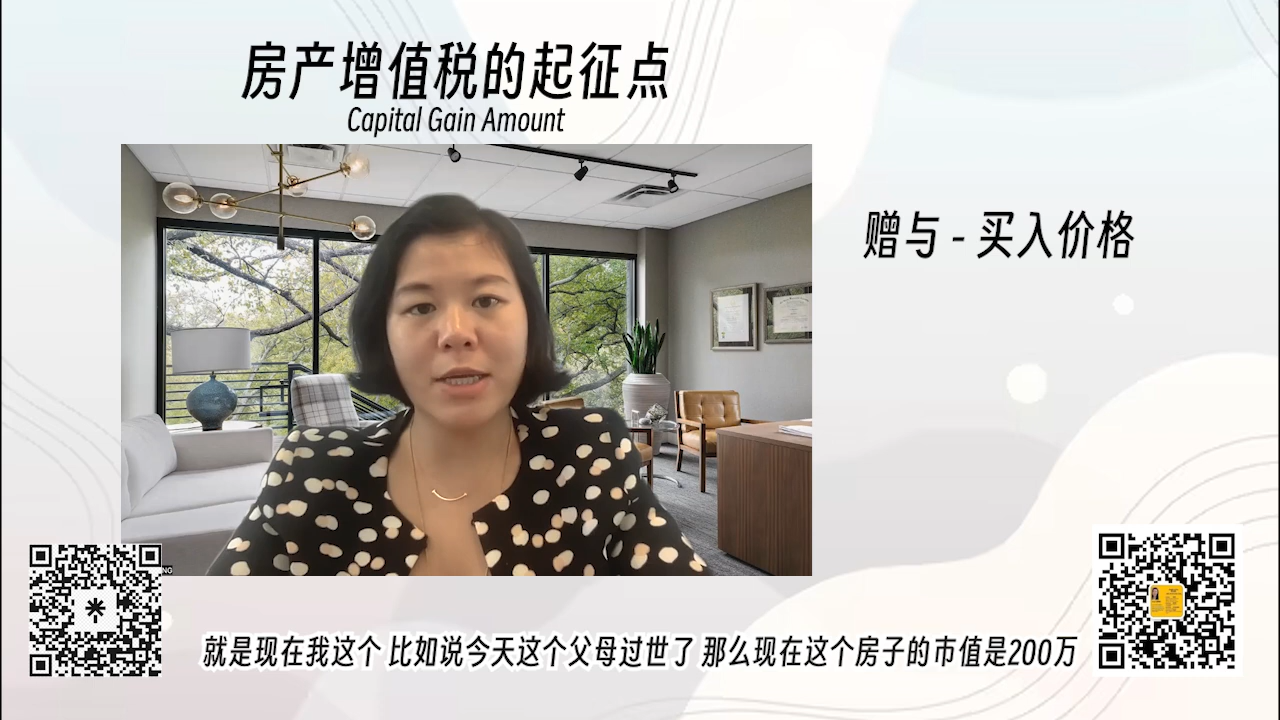 房产增值税的起征点
Capital Gain Amount
赠与 - 买入价格
NG
就是现在我这个 比如说今天这个父母过世了 那么现在这个房子的市值是200万